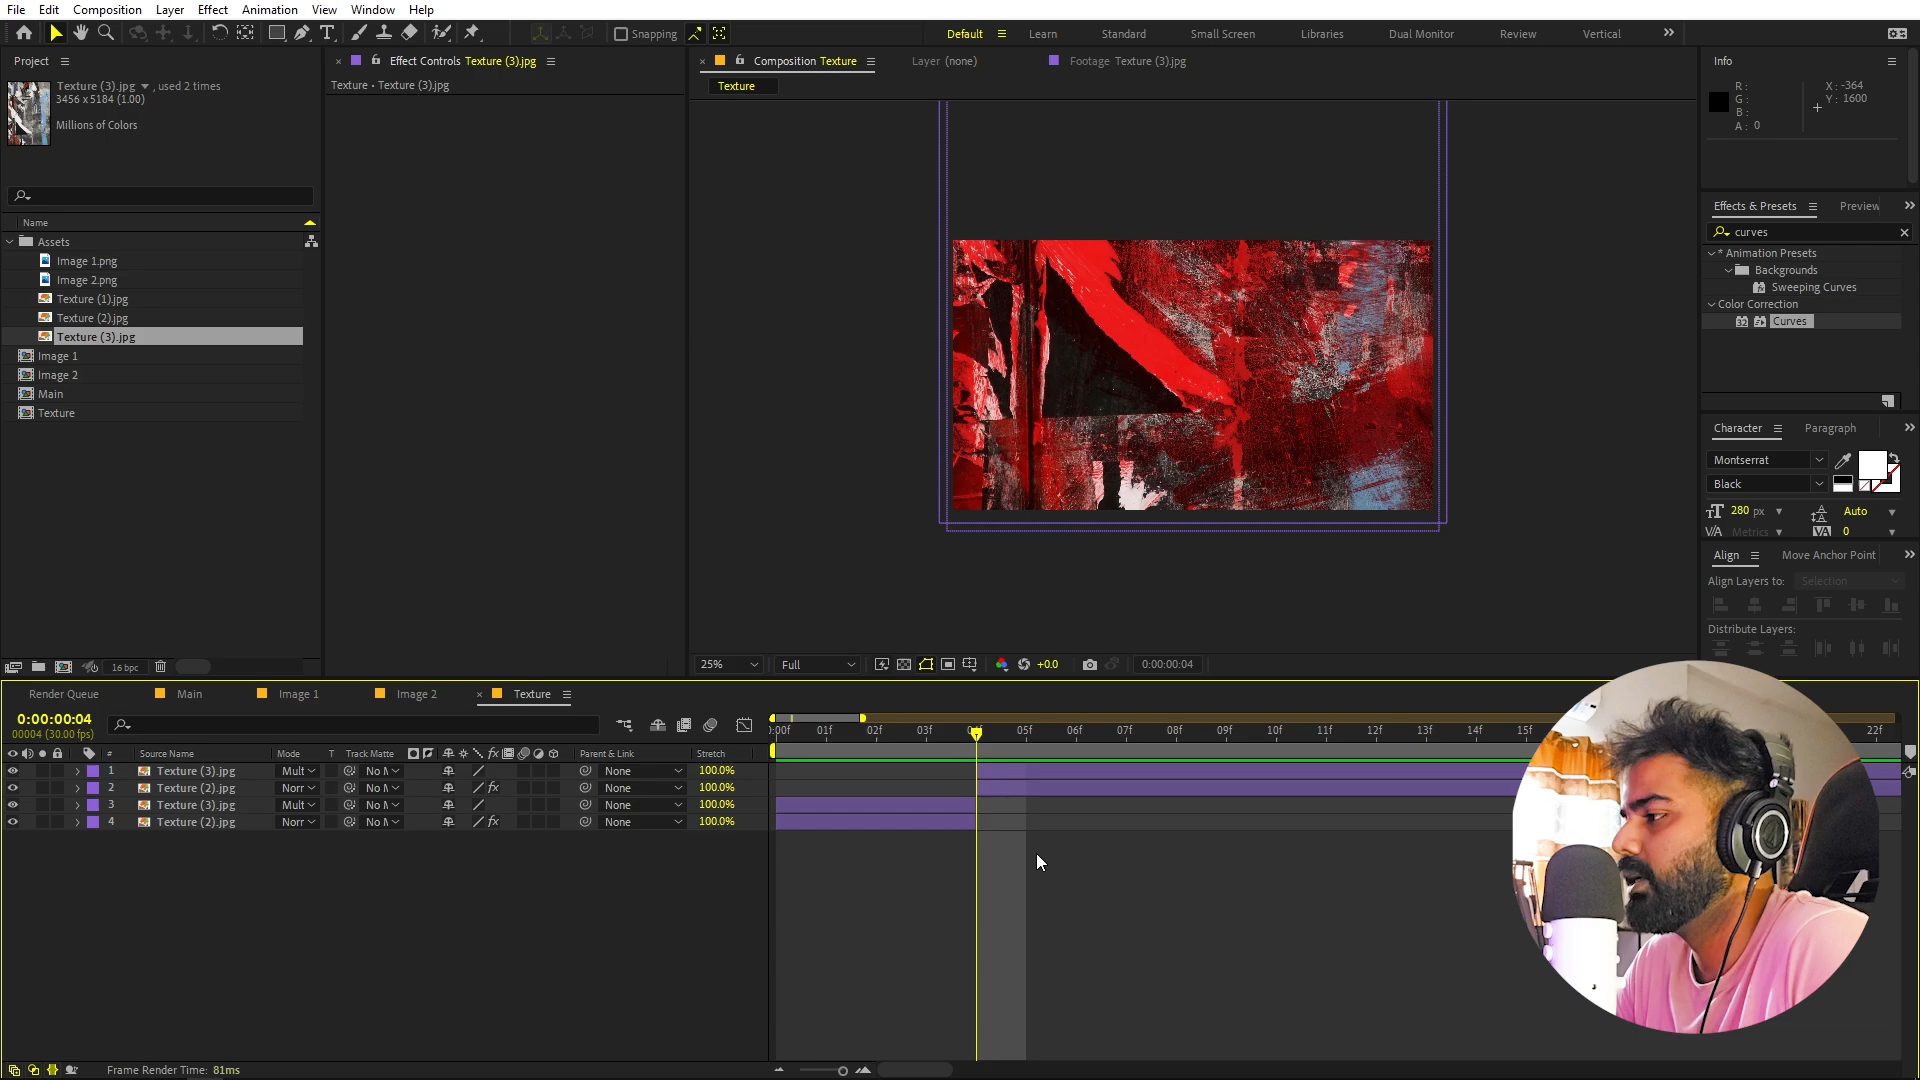 File Edit Composition Layer Effect Animation View Window Help
Snapping Default Learn Standard Small Screen Libraries Dual Monitor Review Vertical
Project
Texture (3).jpg , used 2 times
3456 x 5184 (1.00)
Millions of Colors
Name
Assets
Image 1.png
Image 2.png
Texture (1).jpg
Texture (2).jpg
Texture (3).jpg
Image 1
Image 2
Main
Texture
16 bpc
Effect Controls Texture (3).jpg
Texture • Texture (3).jpg
Composition Texture Layer (none) Footage Texture (3).jpg
Texture
25% Full +0.0 0:00:00:04
Info
R: X: -364
G: Y: 1600
B:
A: 0
Effects & Presets Preview
curves
* Animation Presets
Backgrounds
Sweeping Curves
Color Correction
32 Curves
Character Paragraph
Montserrat
Black
280 px Auto
Metrics 0
Align Move Anchor Point
Align Layers to: Selection
Distribute Layers:
Render Queue Main Image 1 Image 2 Texture
0:00:00:04
00004 (30.00 fps)
:00f 01f 02f 03f 05f 06f 07f 08f 09f 10f 11f 12f 13f 14f 15f 22f
# Source Name Mode T Track Matte fx Parent & Link Stretch
1 Texture (3).jpg Mult No None 100.0%
2 Texture (2).jpg Norr No fx None 100.0%
3 Texture (3).jpg Mult No None 100.0%
4 Texture (2).jpg Norr No fx None 100.0%
Frame Render Time: 81ms